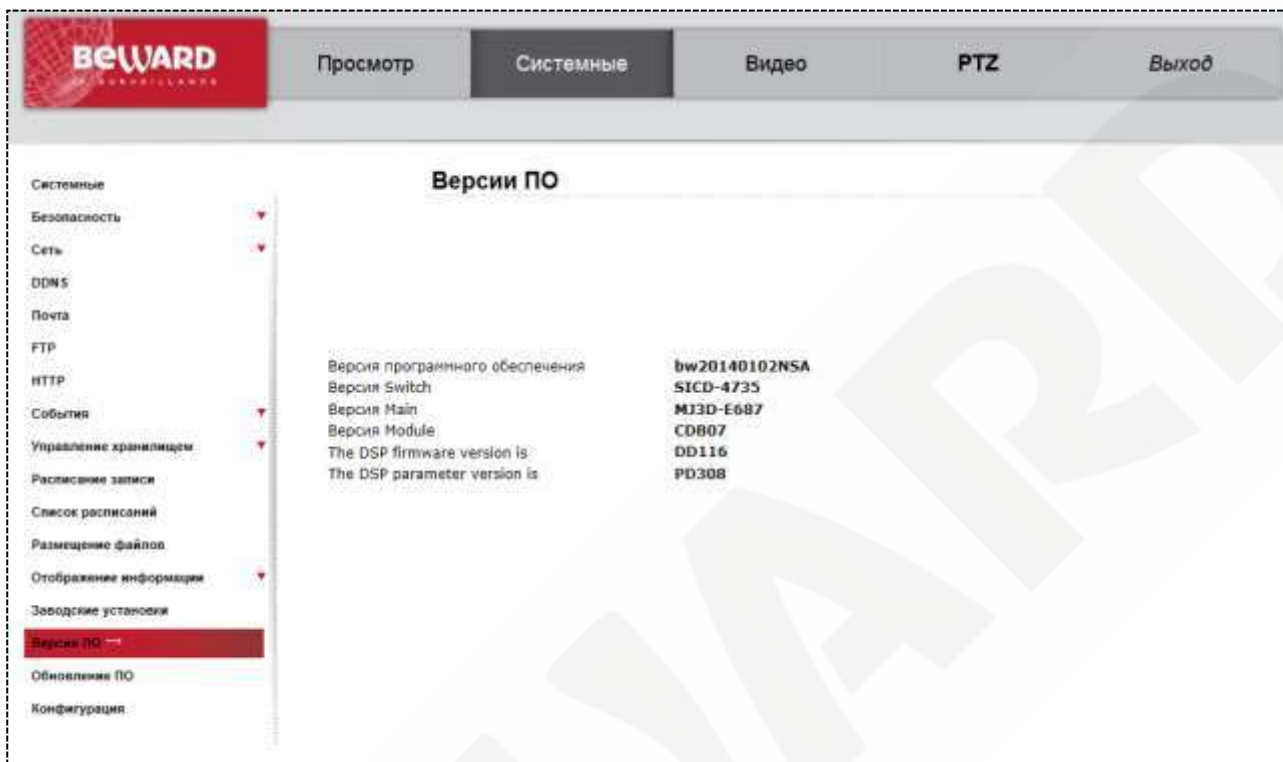 BEWARD
Просмотр Системные Видео PTZ Выход
Версии ПО
Системные
Безопасность
Сеть
DDNS
Почта
FTP
HTTP
События
Управление хранилищем
Расписание записи
Список расписаний
Размещение файлов
Отображение информации
Заводские установки
Версия ПО
Обновление ПО
Конфигурация
Версия программного обеспечения bw20140102NSA
Версия Switch SICD-4735
Версия Main MJ3D-E687
Версия Module CDB07
The DSP firmware version is DD116
The DSP parameter version is PD308